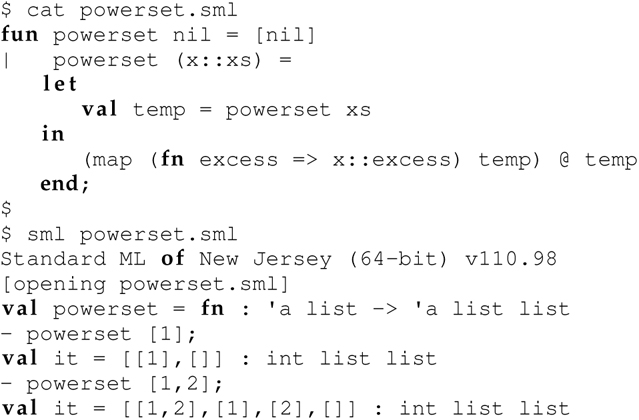 $ cat powerset.sml
fun powerset nil = [nil]
|   powerset (x::xs) =
   let
      val temp = powerset xs
   in
      (map (fn excess => x::excess) temp) @ temp
   end;
$
$ sml powerset.sml
Standard ML of New Jersey (64-bit) v110.98
[opening powerset.sml]
val powerset = fn : 'a list -> 'a list list
- powerset [1];
val it = [[1],[]] : int list list
- powerset [1,2];
val it = [[1,2],[1],[2],[]] : int list list